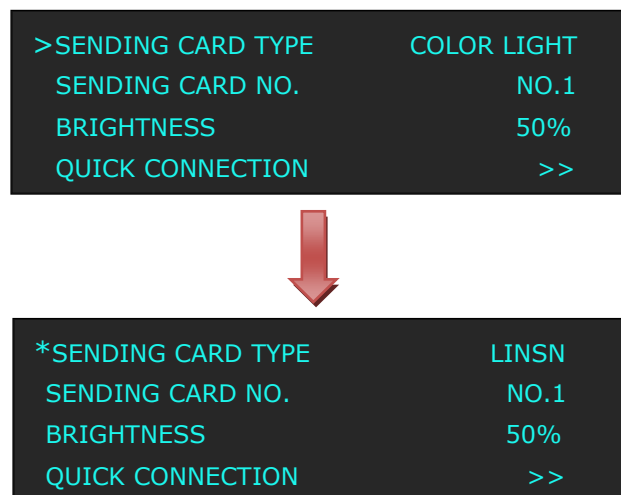 >SENDING CARD TYPE COLOR LIGHT
SENDING CARD NO. NO.1
BRIGHTNESS 50%
QUICK CONNECTION >>
*SENDING CARD TYPE LINSN
SENDING CARD NO. NO.1
BRIGHTNESS 50%
QUICK CONNECTION >>